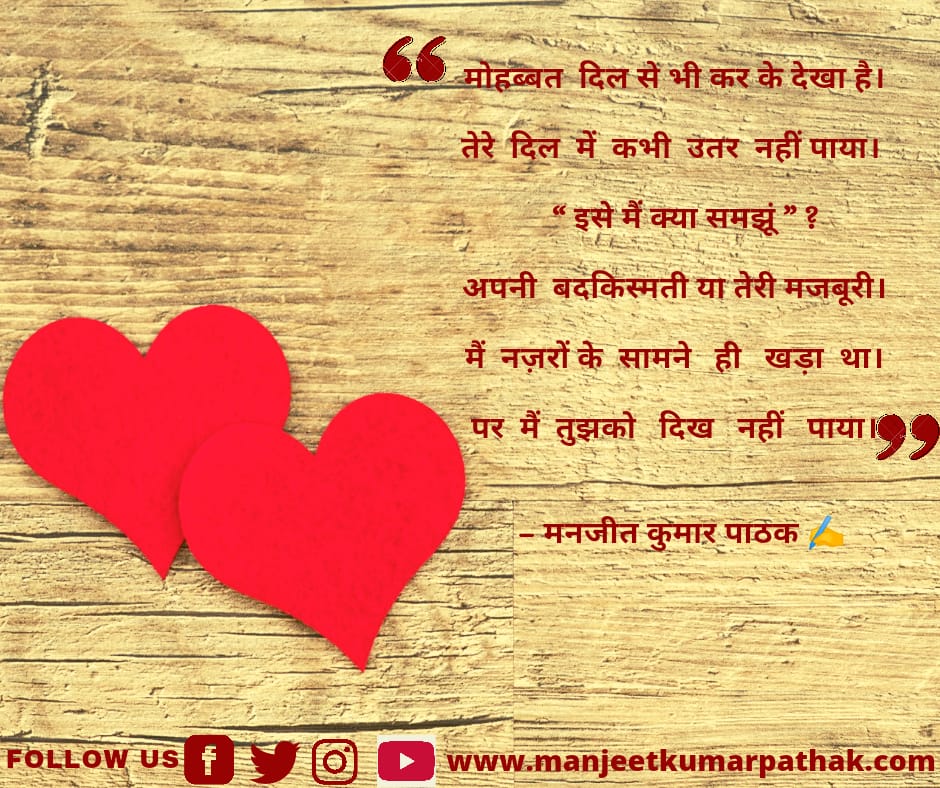 “ मोहब्बत दिल से भी कर के देखा है।
तेरे दिल में कभी उतर नहीं पाया।
“ इसे मैं क्या समझूं ” ?
अपनी बदकिस्मती या तेरी मजबूरी।
मैं नज़रों के सामने ही खड़ा था।
पर मैं तुझको दिख नहीं पाया। ”
– मनजीत कुमार पाठक ✍
FOLLOW US www.manjeetkumarpathak.com